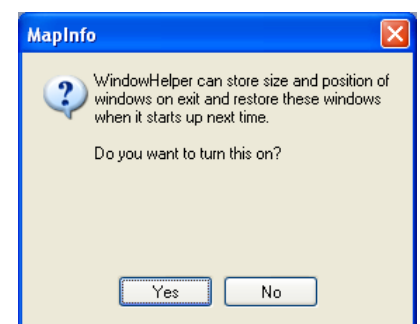 MapInfo
WindowHelper can store size and position of
windows on exit and restore these windows
when it starts up next time.
Do you want to turn this on?
Yes No